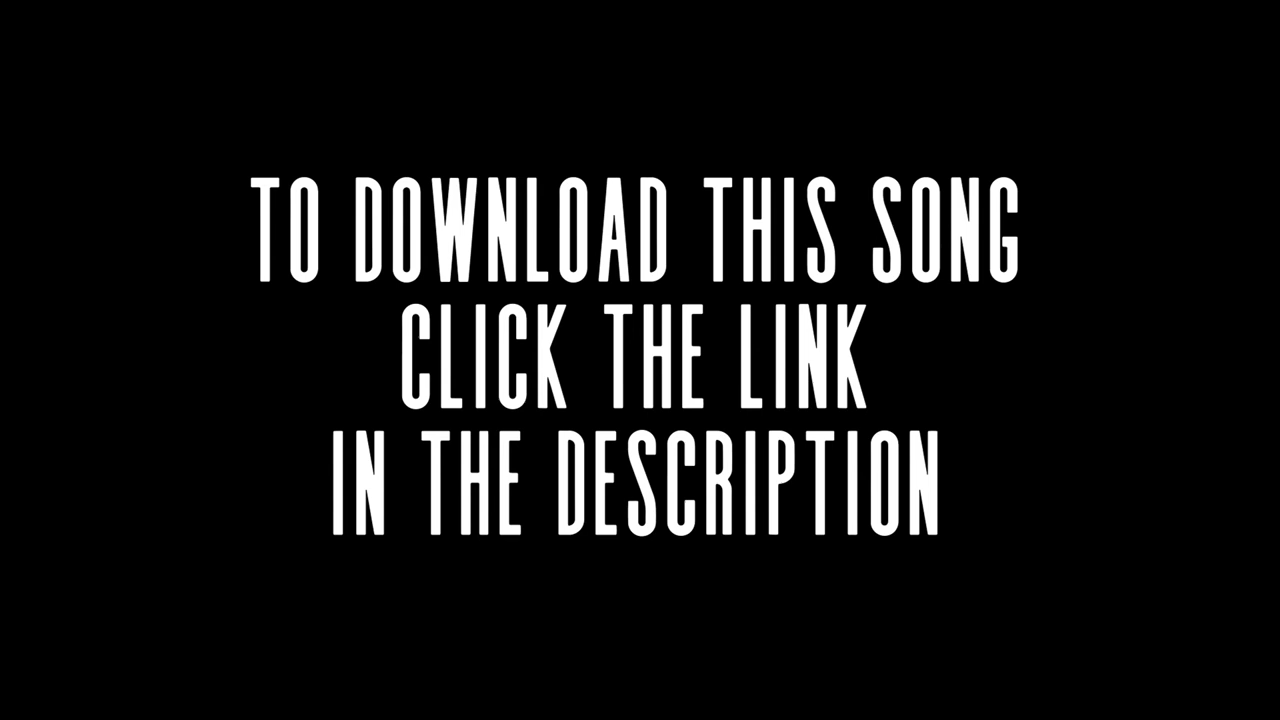 TO DOWNLOAD THIS SONG
CLICK THE LINK
IN THE DESCRIPTION